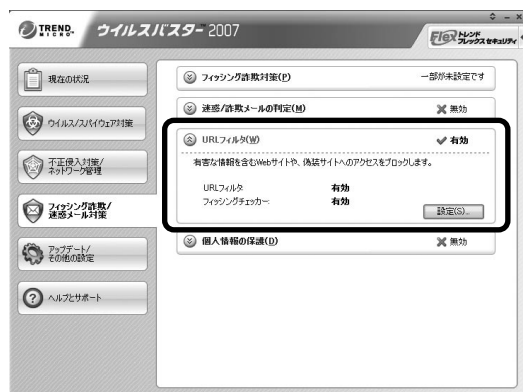 TREND MICRO ウイルスバスター™ 2007
Flex トレンド フレックス セキュリティ
現在の状況
ウイルス/スパイウェア対策
不正侵入対策/
ネットワーク管理
フィッシング詐欺/
迷惑メール対策
アップデート/
その他の設定
ヘルプとサポート
フィッシング詐欺対策(P) 一部が未設定です
迷惑/詐欺メールの判定(M) 無効
URLフィルタ(W) 有効
有害な情報を含むWebサイトや、偽装サイトへのアクセスをブロックします。
URLフィルタ 有効
フィッシングチェッカー: 有効
設定(S)...
個人情報の保護(D) 無効